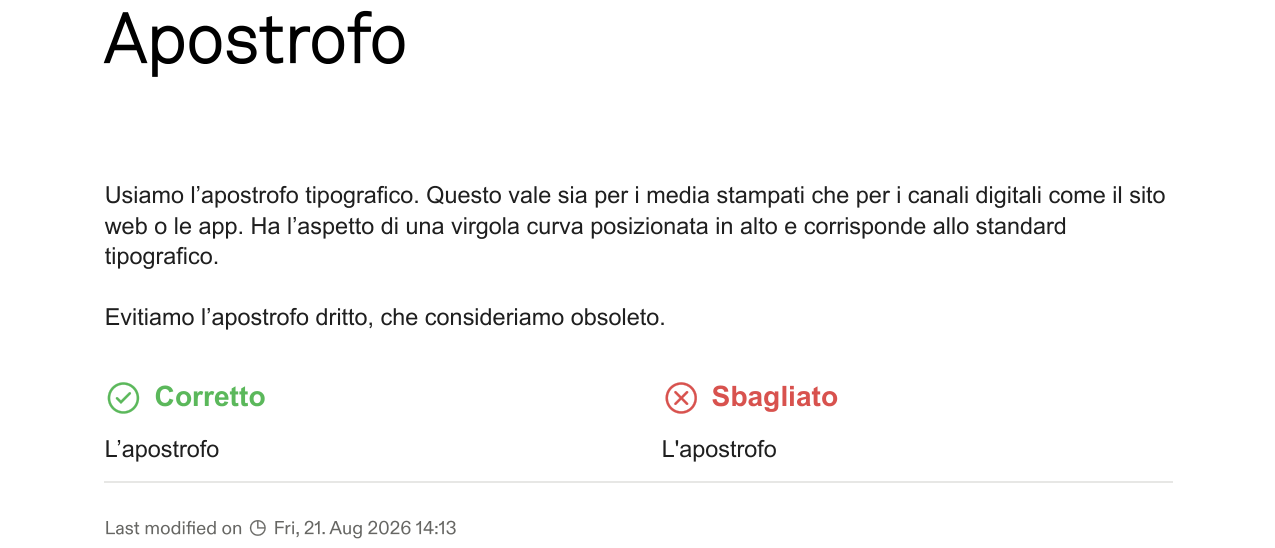 Apostrofo
Usiamo l’apostrofo tipografico. Questo vale sia per i media stampati che per i canali digitali come il sito
web o le app. Ha l’aspetto di una virgola curva posizionata in alto e corrisponde allo standard
tipografico.
Evitiamo l’apostrofo dritto, che consideriamo obsoleto.
Corretto
Sbagliato
L’apostrofo
L'apostrofo
Last modified on Fri, 21. Aug 2026 14:13